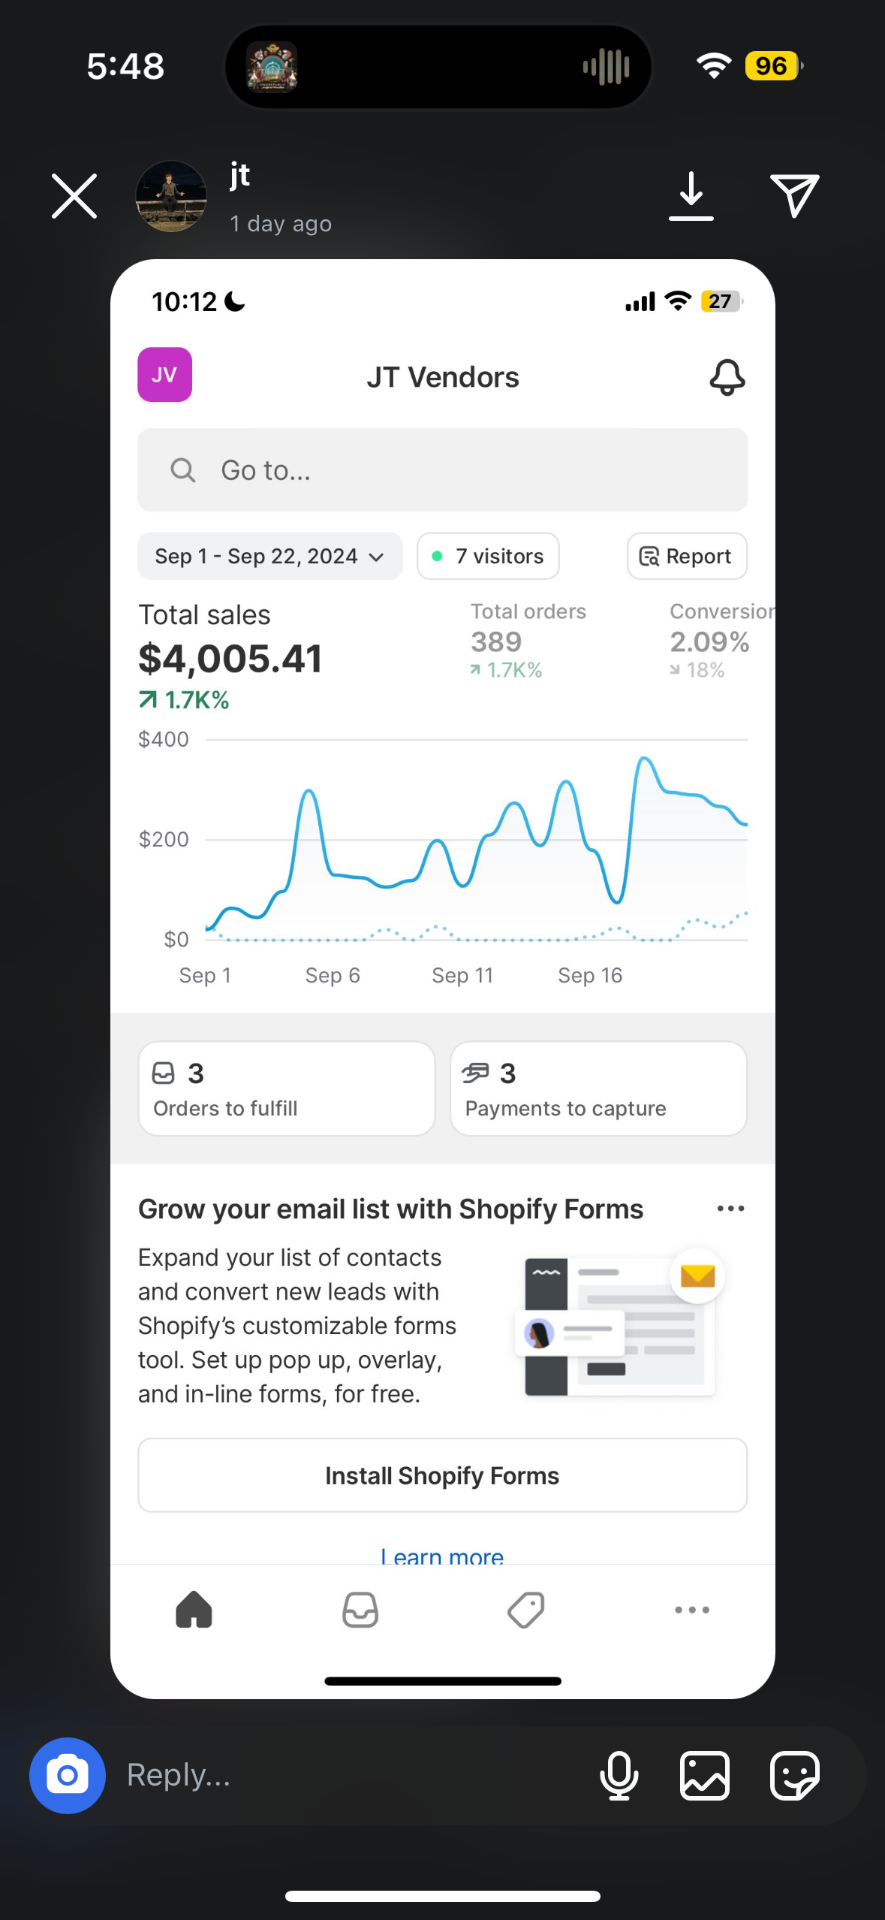 5:48
96
jt
1 day ago
10:12
27
JV
JT Vendors
Go to...
Sep 1 - Sep 22, 2024
7 visitors
Report
Total sales
$4,005.41
1.7K%
Total orders
389
1.7K%
Conversion
2.09%
18%
$400
$200
$0
Sep 1
Sep 6
Sep 11
Sep 16
3
Orders to fulfill
3
Payments to capture
Grow your email list with Shopify Forms
Expand your list of contacts
and convert new leads with
Shopify’s customizable forms
tool. Set up pop up, overlay,
and in-line forms, for free.
Install Shopify Forms
Learn more
Reply...